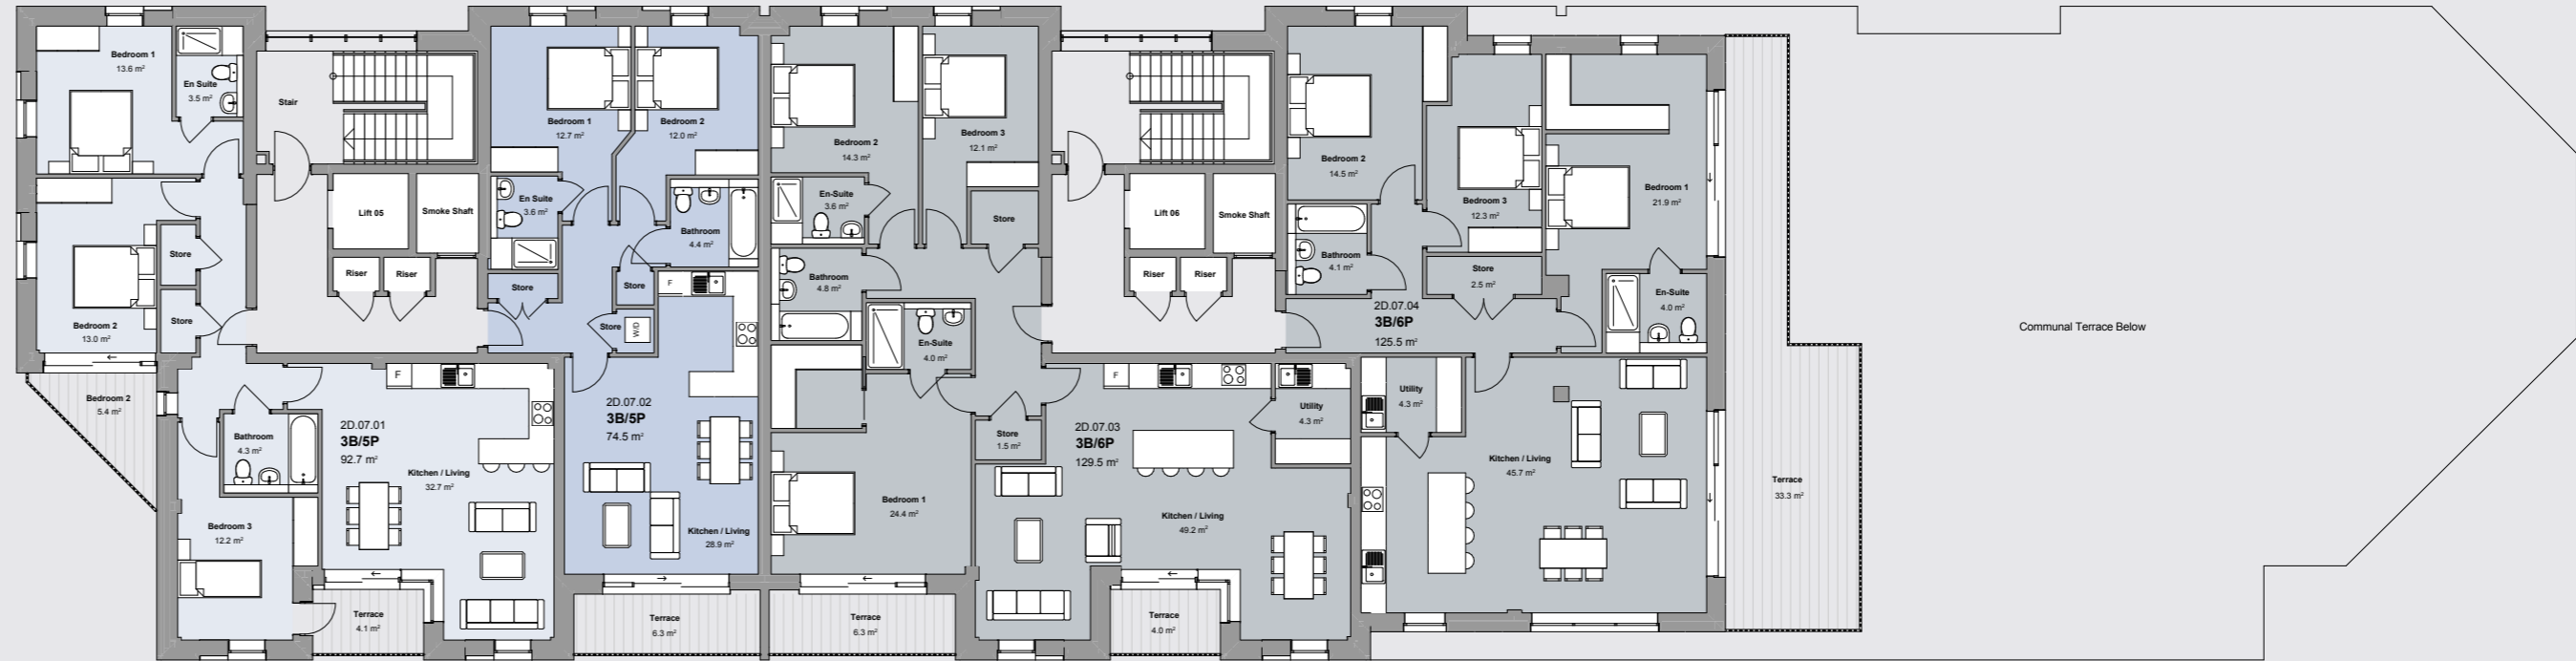 Bedroom 1
13.6 m²
En Suite
3.5 m²
Stair
Bedroom 2
13.0 m²
Store
Store
Lift 05
Smoke Shaft
Riser
Riser
Bedroom 2
5.4 m²
Bathroom
4.3 m²
2D.07.01
3B/5P
92.7 m²
F
Kitchen / Living
32.7 m²
Bedroom 3
12.2 m²
Terrace
4.1 m²
Bedroom 1
12.7 m²
Bedroom 2
12.0 m²
En Suite
3.6 m²
Bathroom
4.4 m²
Store
Store
Store
W/D
F
2D.07.02
3B/5P
74.5 m²
Kitchen / Living
28.9 m²
Terrace
6.3 m²
Bedroom 2
14.3 m²
Bedroom 3
12.1 m²
En-Suite
3.6 m²
Store
Bathroom
4.8 m²
En-Suite
4.0 m²
Store
1.5 m²
2D.07.03
3B/6P
129.5 m²
F
Utility
4.3 m²
Bedroom 1
24.4 m²
Kitchen / Living
49.2 m²
Terrace
6.3 m²
Terrace
4.0 m²
Lift 06
Smoke Shaft
Riser
Riser
Bedroom 2
14.5 m²
Bedroom 3
12.3 m²
Bedroom 1
21.9 m²
Bathroom
4.1 m²
Store
2.5 m²
En-Suite
4.0 m²
2D.07.04
3B/6P
125.5 m²
Utility
4.3 m²
Kitchen / Living
45.7 m²
Terrace
33.3 m²
Communal Terrace Below